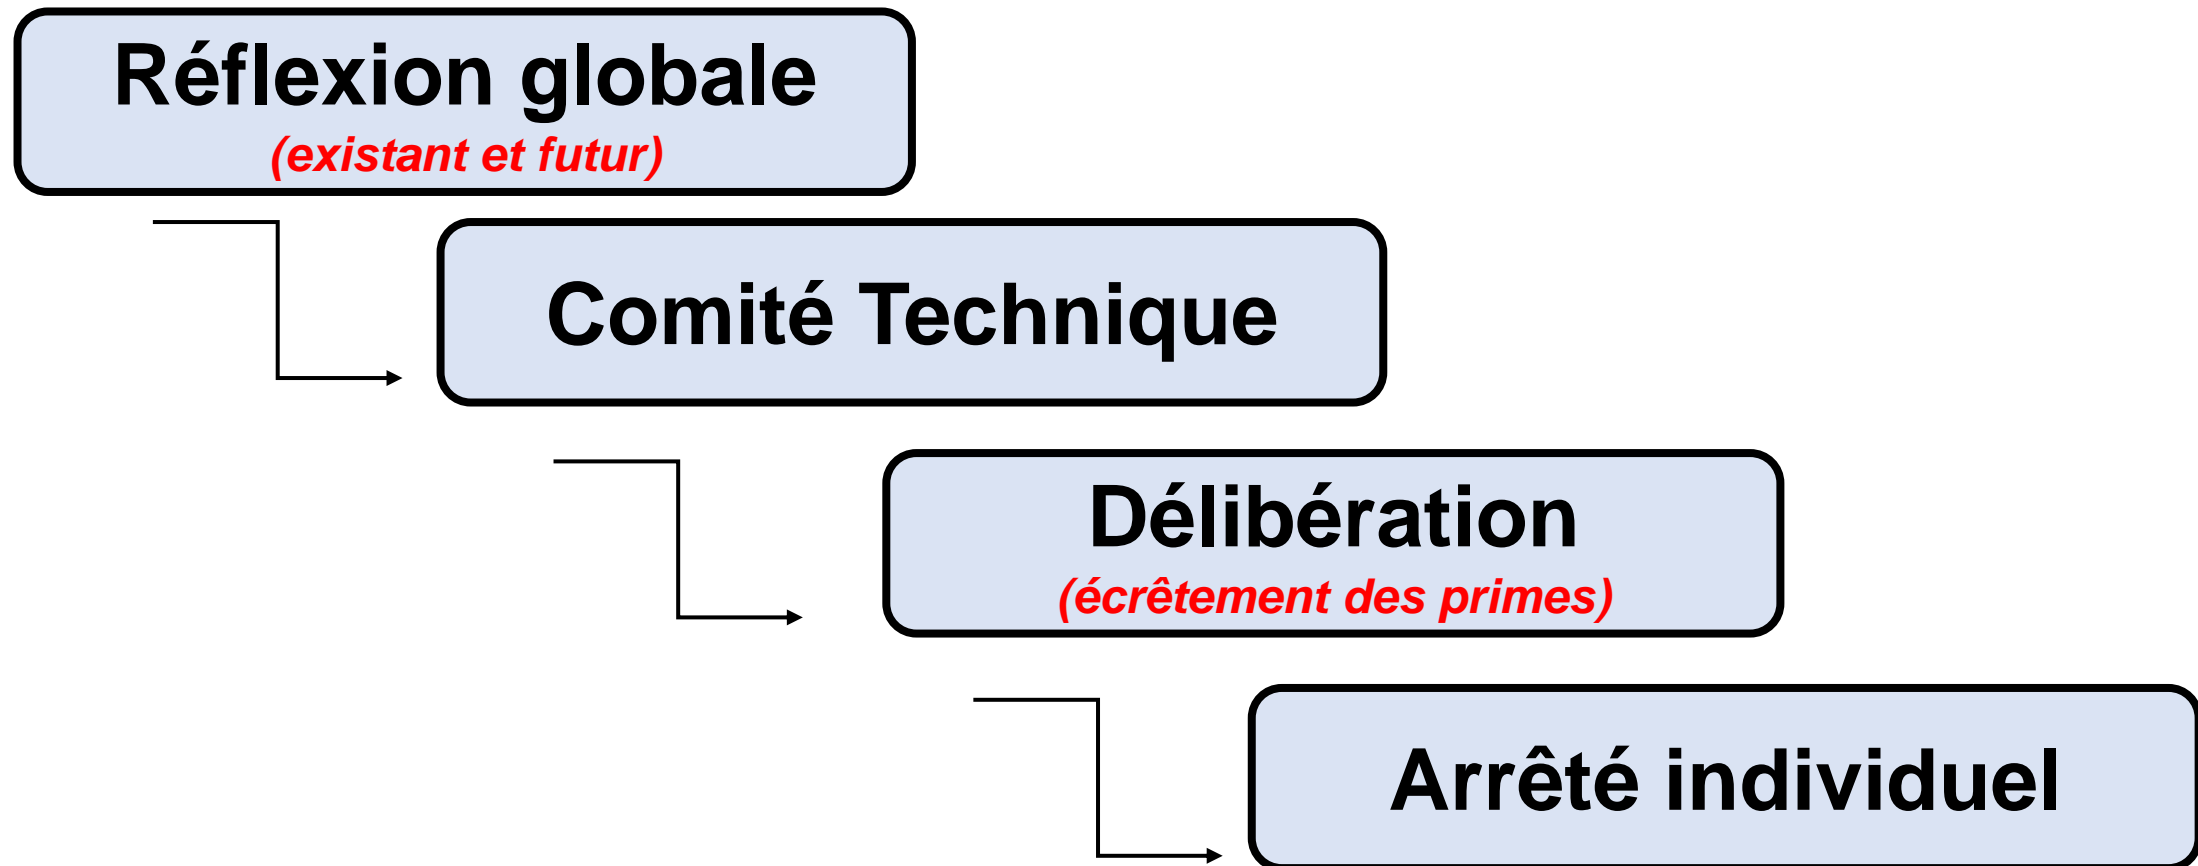 Réflexion globale
(existant et futur)
Comité Technique
Délibération
(écrêtement des primes)
Arrêté individuel